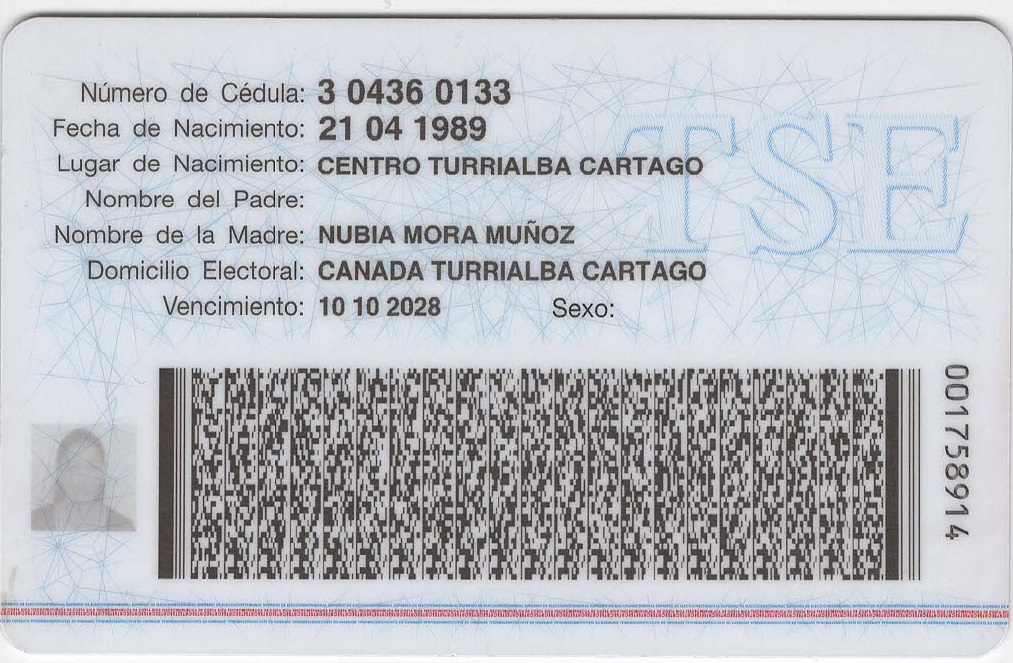 Número de Cédula: 3 0436 0133
Fecha de Nacimiento: 21 04 1989
Lugar de Nacimiento: CENTRO TURRIALBA CARTAGO
Nombre del Padre:
Nombre de la Madre: NUBIA MORA MUÑOZ
Domicilio Electoral: CANADA TURRIALBA CARTAGO
Vencimiento: 10 10 2028 Sexo:
TSE
001758914